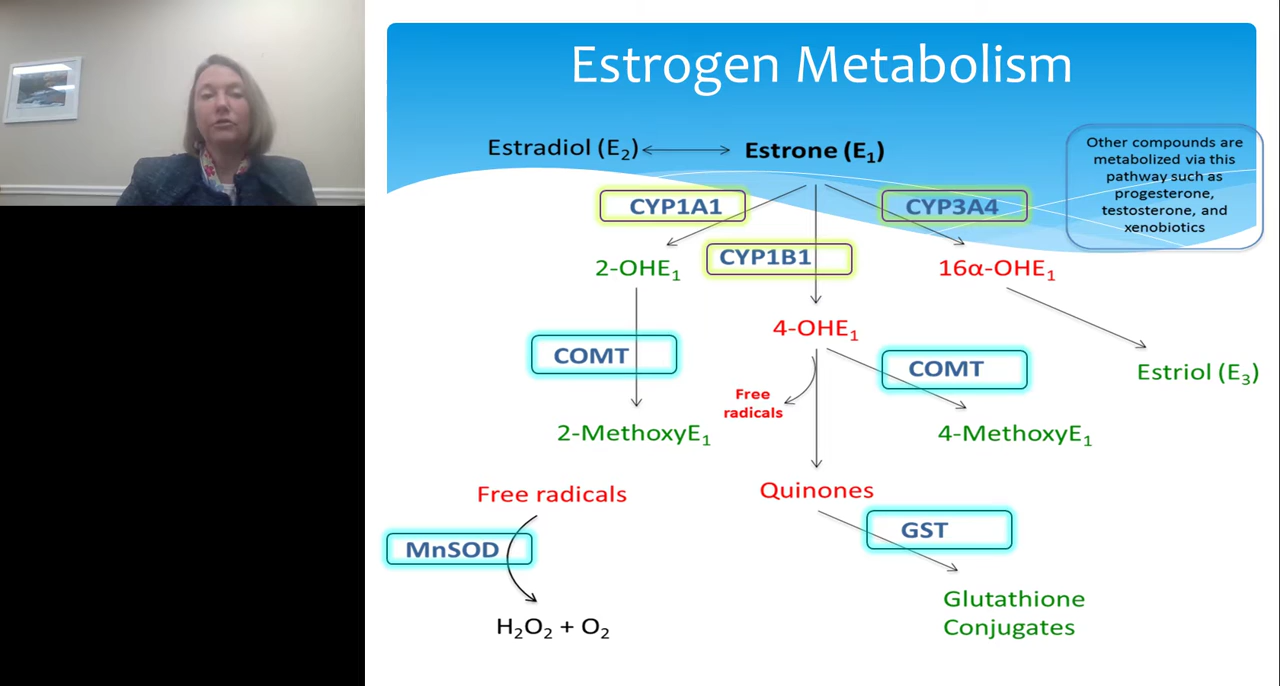 Estrogen Metabolism
Estradiol (E₂)
Estrone (E₁)
Other compounds are
metabolized via this
pathway such as
progesterone,
testosterone, and
xenobiotics
CYP1A1
CYP3A4
CYP1B1
2-OHE₁
16α-OHE₁
4-OHE₁
COMT
COMT
Estriol (E₃)
Free
radicals
2-MethoxyE₁
4-MethoxyE₁
Free radicals
Quinones
MnSOD
GST
H₂O₂ + O₂
Glutathione
Conjugates